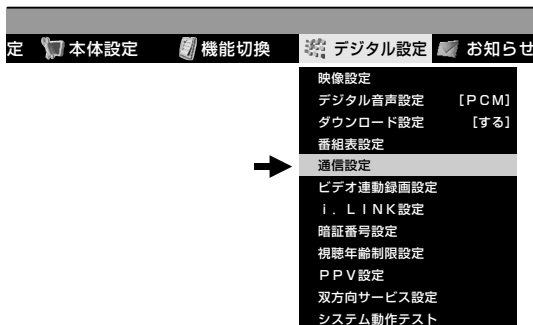 定 本体設定 機能切換 デジタル設定 お知らせ
映像設定
デジタル音声設定 [PCM]
ダウンロード設定 [する]
番組表設定
通信設定
ビデオ連動録画設定
i.LINK設定
暗証番号設定
視聴年齢制限設定
PPV設定
双方向サービス設定
システム動作テスト